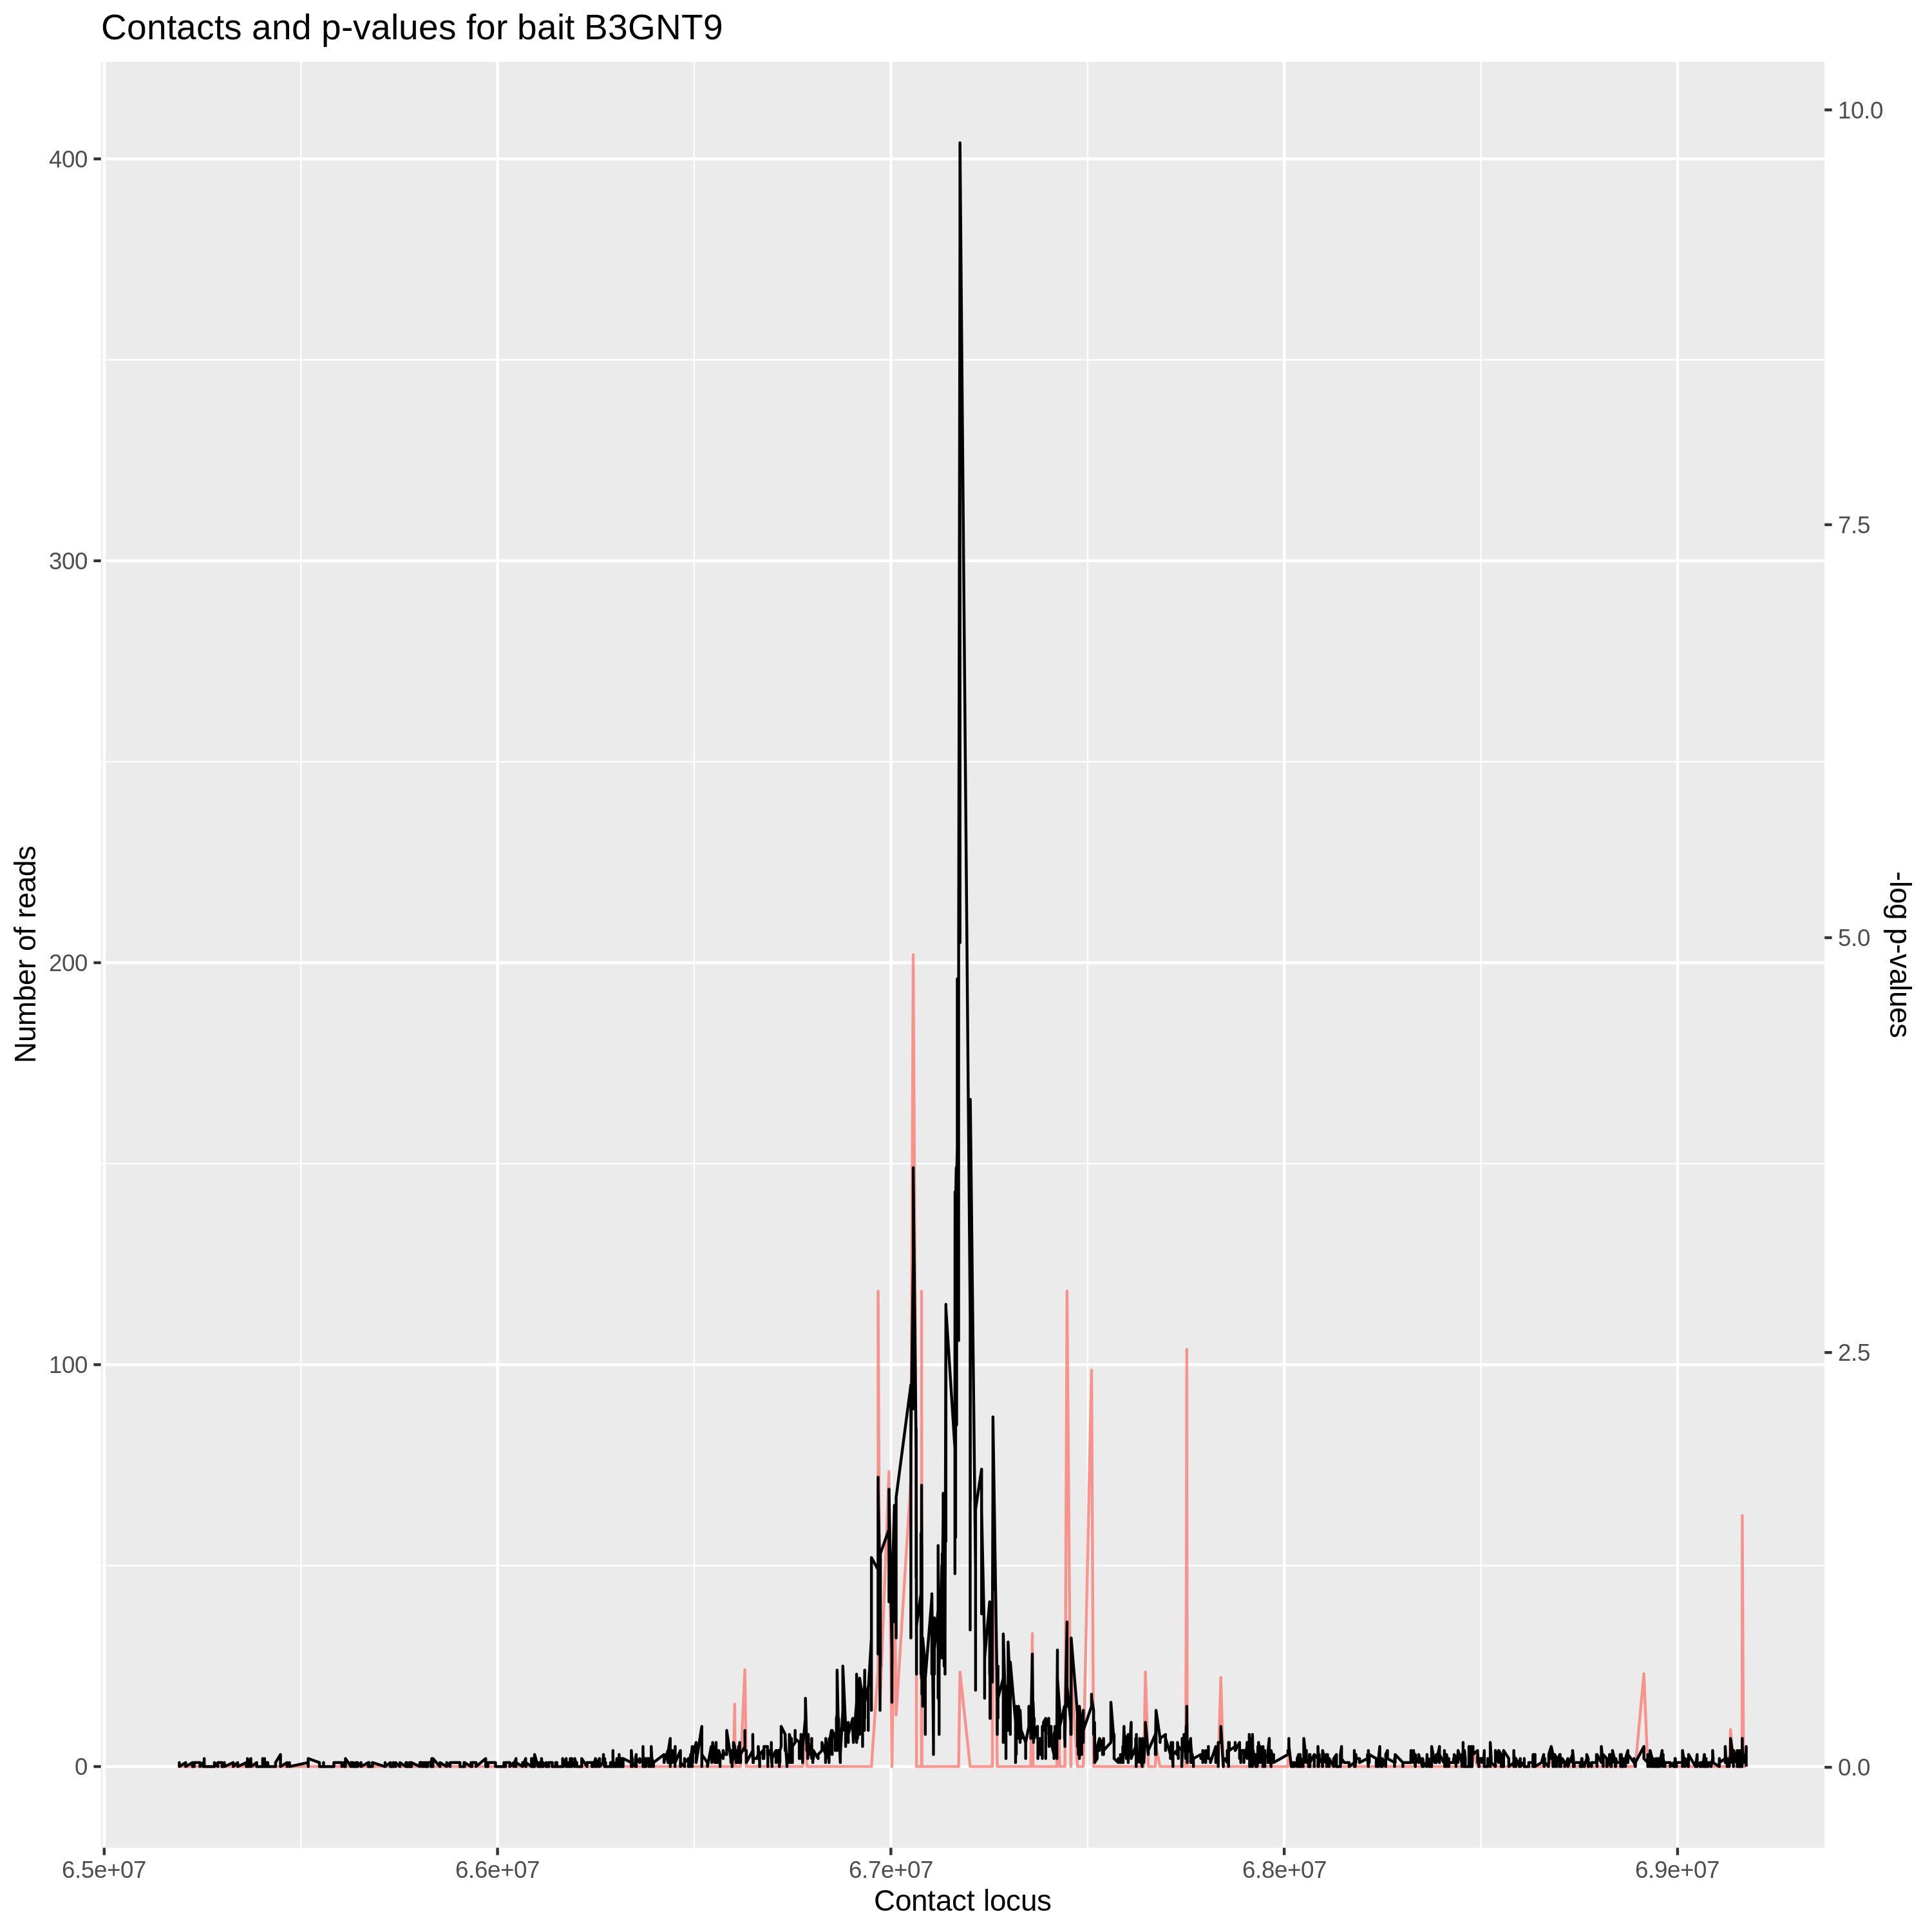 Contacts and p-values for bait B3GNT9
400
300
200
100
0
Number of reads
10.0
7.5
5.0
2.5
0.0
-log p-values
6.5e+07
6.6e+07
6.7e+07
6.8e+07
6.9e+07
Contact locus